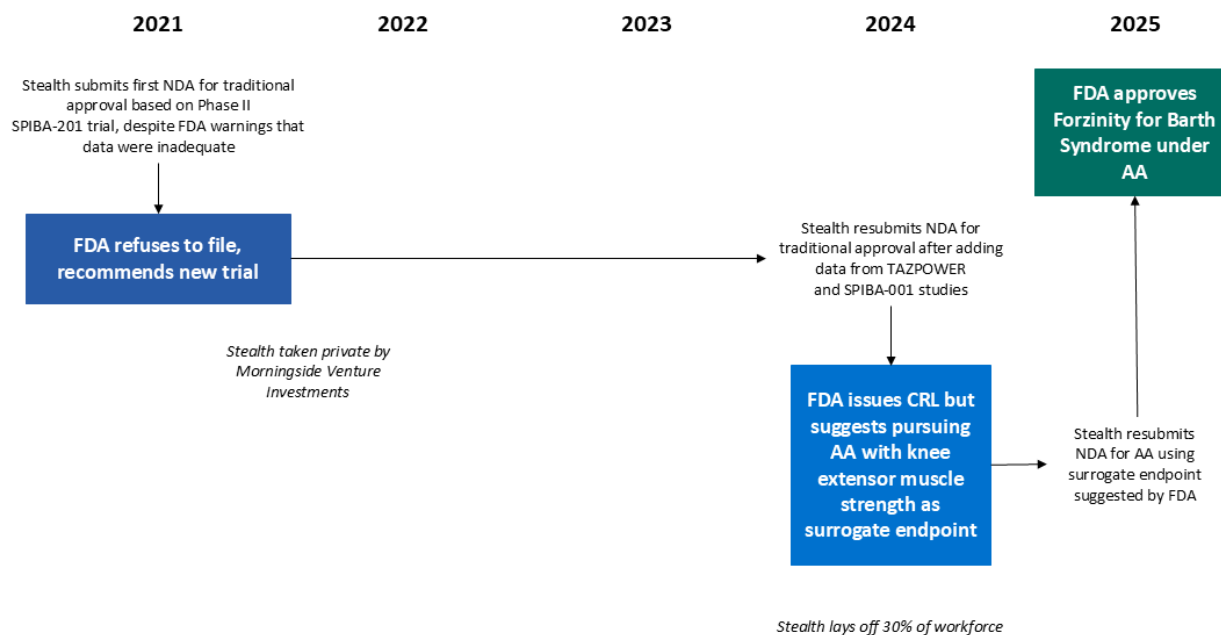 2021
2022
2023
2024
2025
Stealth submits first NDA for traditional
approval based on Phase II
SPIBA-201 trial, despite FDA warnings that
data were inadequate
FDA refuses to file,
recommends new trial
Stealth taken private by
Morningside Venture
Investments
Stealth resubmits NDA for
traditional approval after adding
data from TAZPOWER
and SPIBA-001 studies
FDA issues CRL but
suggests pursuing
AA with knee
extensor muscle
strength as
surrogate endpoint
Stealth lays off 30% of workforce
Stealth resubmits
NDA for AA using
surrogate endpoint
suggested by FDA
FDA approves
Forzinity for Barth
Syndrome under
AA